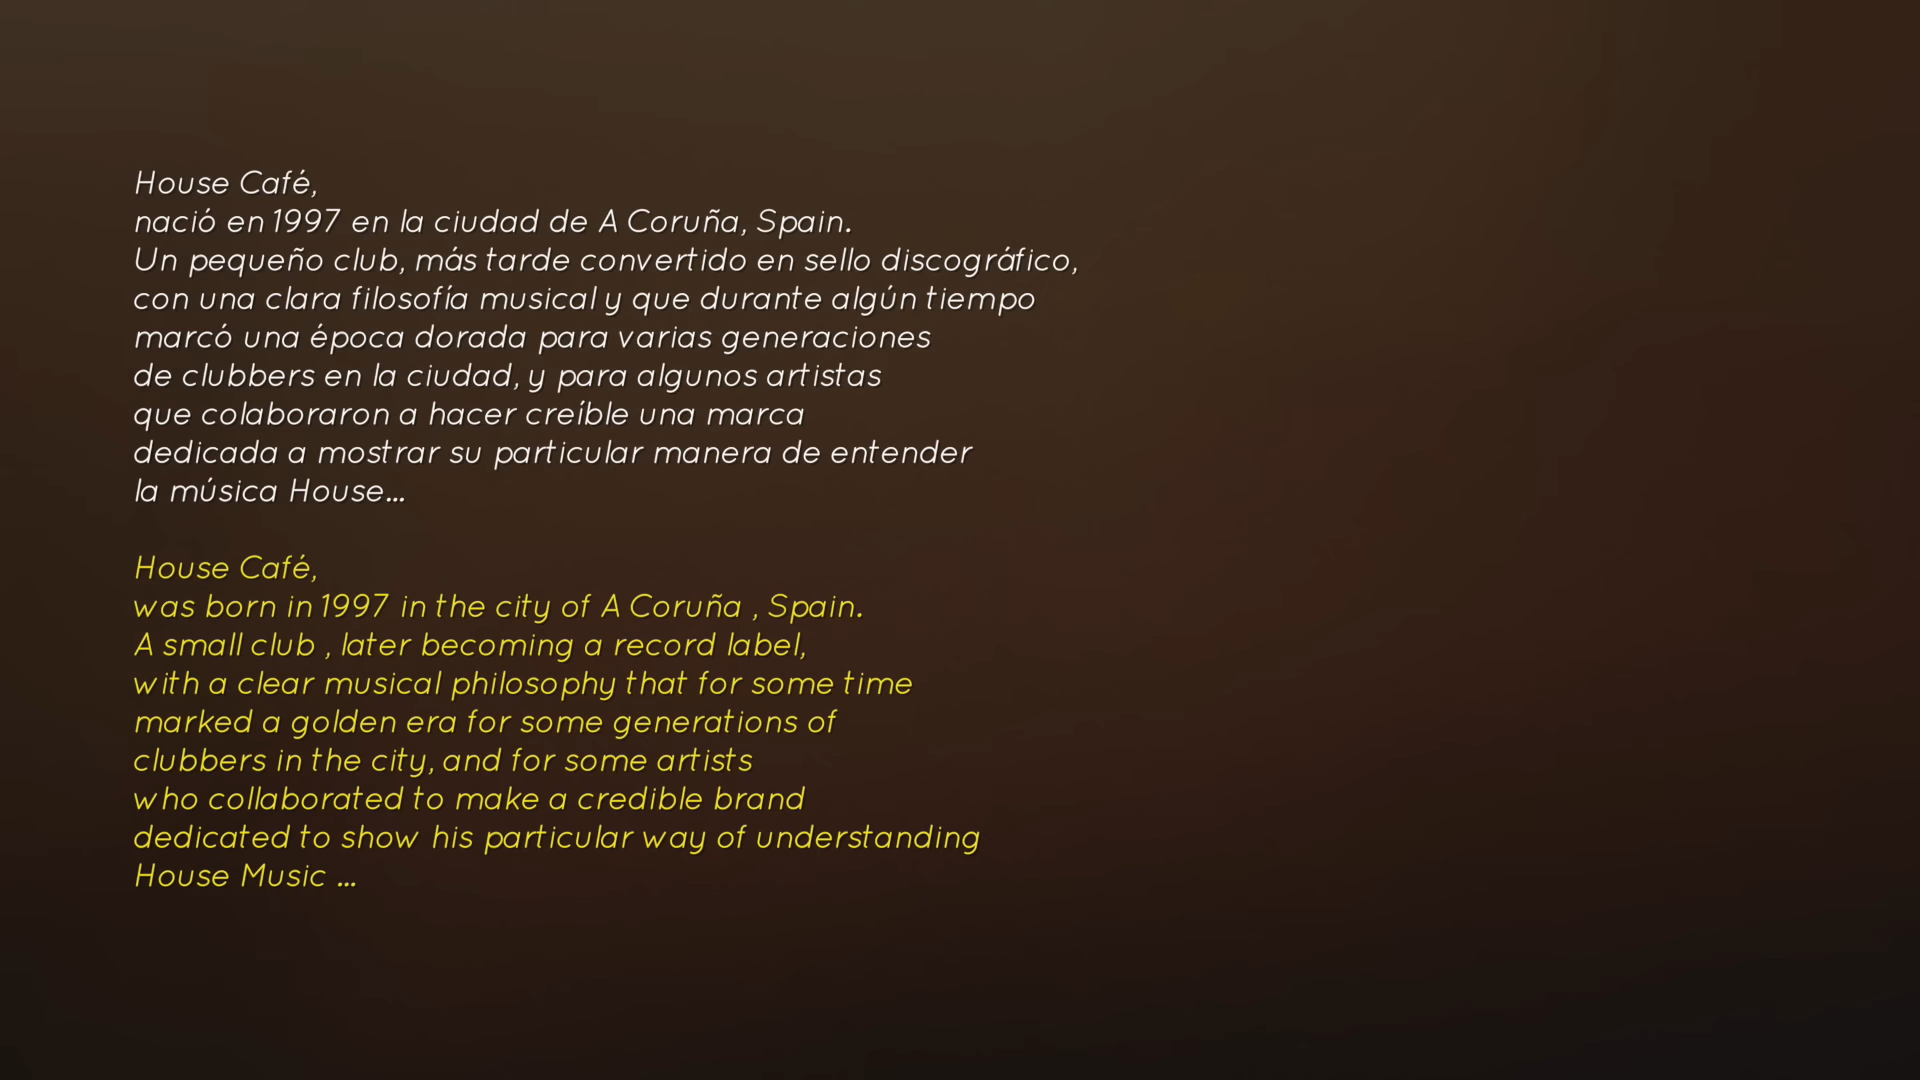 House Café,
nació en 1997 en la ciudad de A Coruña, Spain.
Un pequeño club, más tarde convertido en sello discográfico,
con una clara filosofía musical y que durante algún tiempo
marcó una época dorada para varias generaciones
de clubbers en la ciudad, y para algunos artistas
que colaboraron a hacer creíble una marca
dedicada a mostrar su particular manera de entender
la música House...
House Café,
was born in 1997 in the city of A Coruña , Spain.
A small club , later becoming a record label,
with a clear musical philosophy that for some time
marked a golden era for some generations of
clubbers in the city, and for some artists
who collaborated to make a credible brand
dedicated to show his particular way of understanding
House Music ...